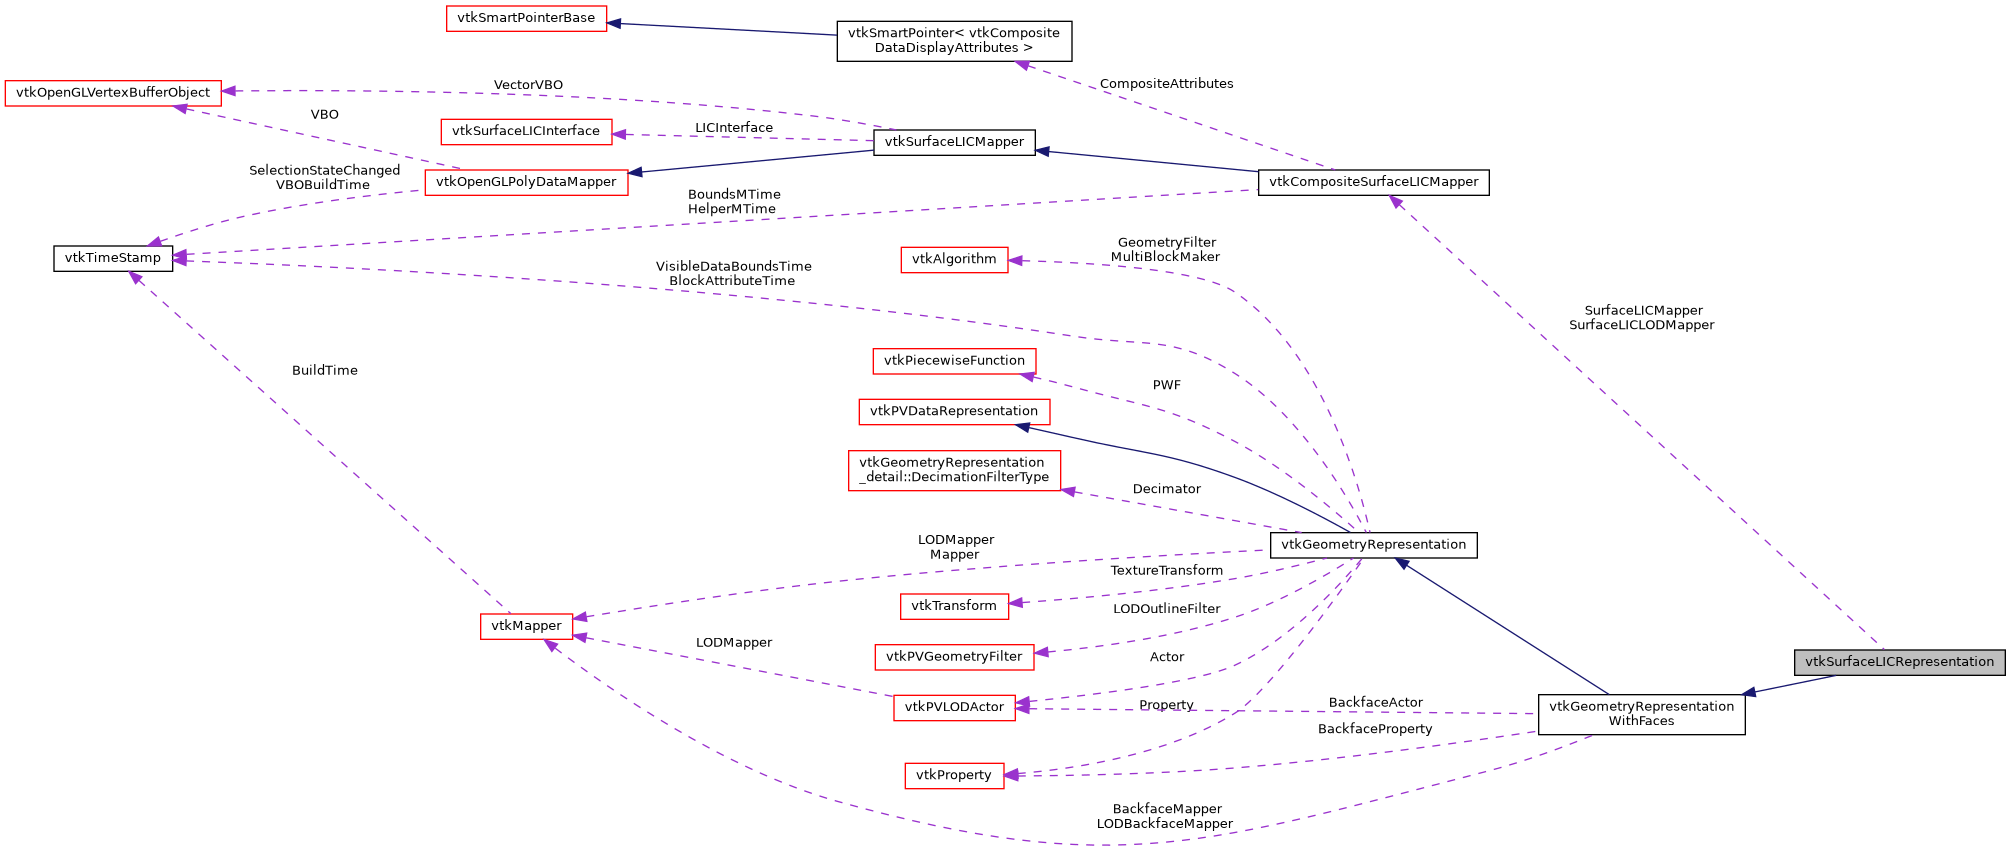 vtkSmartPointerBase
vtkSmartPointer< vtkComposite
DataDisplayAttributes >
vtkOpenGLVertexBufferObject
VectorVBO
CompositeAttributes
VBO
vtkSurfaceLICInterface
LICInterface
vtkSurfaceLICMapper
SelectionStateChanged
VBOBuildTime
vtkOpenGLPolyDataMapper
vtkCompositeSurfaceLICMapper
BoundsMTime
HelperMTime
vtkTimeStamp
vtkAlgorithm
GeometryFilter
MultiBlockMaker
VisibleDataBoundsTime
BlockAttributeTime
SurfaceLICMapper
SurfaceLICLODMapper
BuildTime
vtkPiecewiseFunction
PWF
vtkPVDataRepresentation
vtkGeometryRepresentation
_detail::DecimationFilterType
Decimator
LODMapper
Mapper
vtkGeometryRepresentation
TextureTransform
vtkTransform
LODOutlineFilter
vtkMapper
LODMapper
vtkPVGeometryFilter
Actor
vtkSurfaceLICRepresentation
vtkPVLODActor
Property
BackfaceActor
vtkGeometryRepresentation
WithFaces
BackfaceProperty
vtkProperty
BackfaceMapper
LODBackfaceMapper